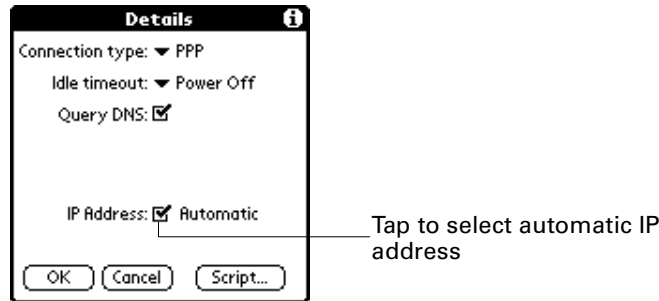 Details i
Connection type: PPP
Idle timeout: Power Off
Query DNS:
IP Address: Automatic
Tap to select automatic IP
address
OK Cancel Script...